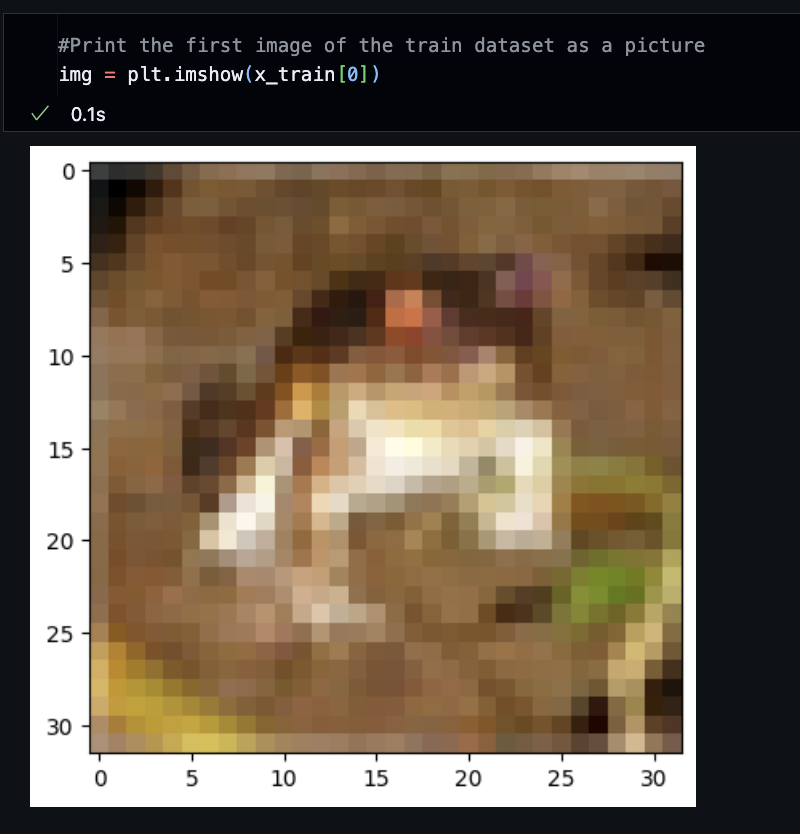 #Print the first image of the train dataset as a picture
img = plt.imshow(x_train[0])
0.1s
0
5
10
15
20
25
30
0 5 10 15 20 25 30